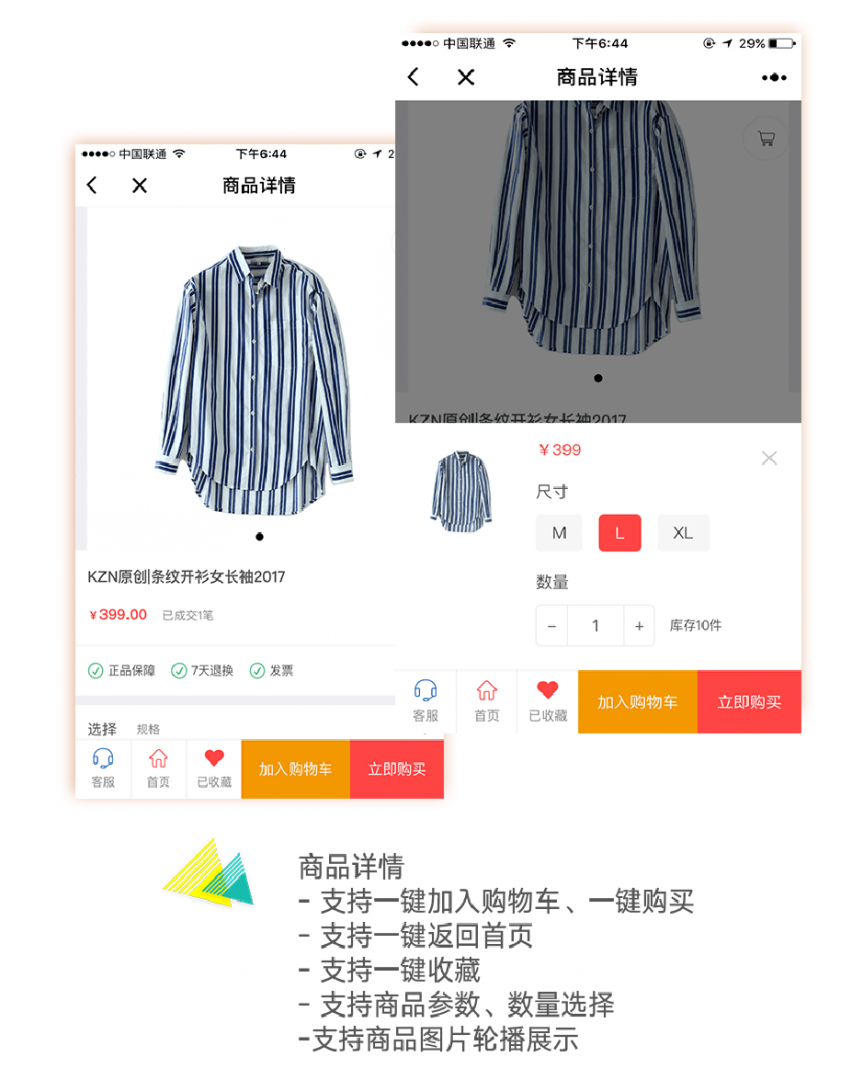 中国联通 下午6:44 29%
商品详情
KZN原创条纹开衫女长袖2017
¥399
尺寸
M L XL
数量
- 1 + 库存10件
客服 首页 已收藏 加入购物车 立即购买
中国联通 下午6:44 2
商品详情
KZN原创条纹开衫女长袖2017
¥399.00 已成交1笔
正品保障 7天退换 发票
选择 规格
客服 首页 已收藏 加入购物车 立即购买
商品详情
- 支持一键加入购物车、一键购买
- 支持一键返回首页
- 支持一键收藏
- 支持商品参数、数量选择
-支持商品图片轮播展示